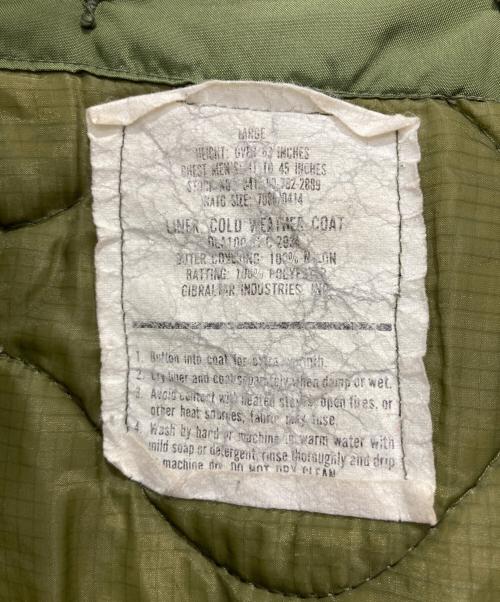 LARGE
HEIGHT: OVER INCHES
CHEST MEN TO 45 INCHES
STOCK NO. 782-2889
NATO SIZE:
LINER, COLD WEATHER COAT
OUTER COVERING: 100% NYLON
BATTING: 100% POLYESTER
GIBRALTAR INDUSTRIES, INC.
1. Button into coat for extra warmth.
2. Dry liner and coat separately when damp or wet.
3. Avoid contact with heated stoves, open fires, or
other heat sources, fabric may fuse.
4. Wash by hand or machine in warm water with
mild soap or detergent, rinse thoroughly and drip
machine dry. DO NOT DRY CLEAN